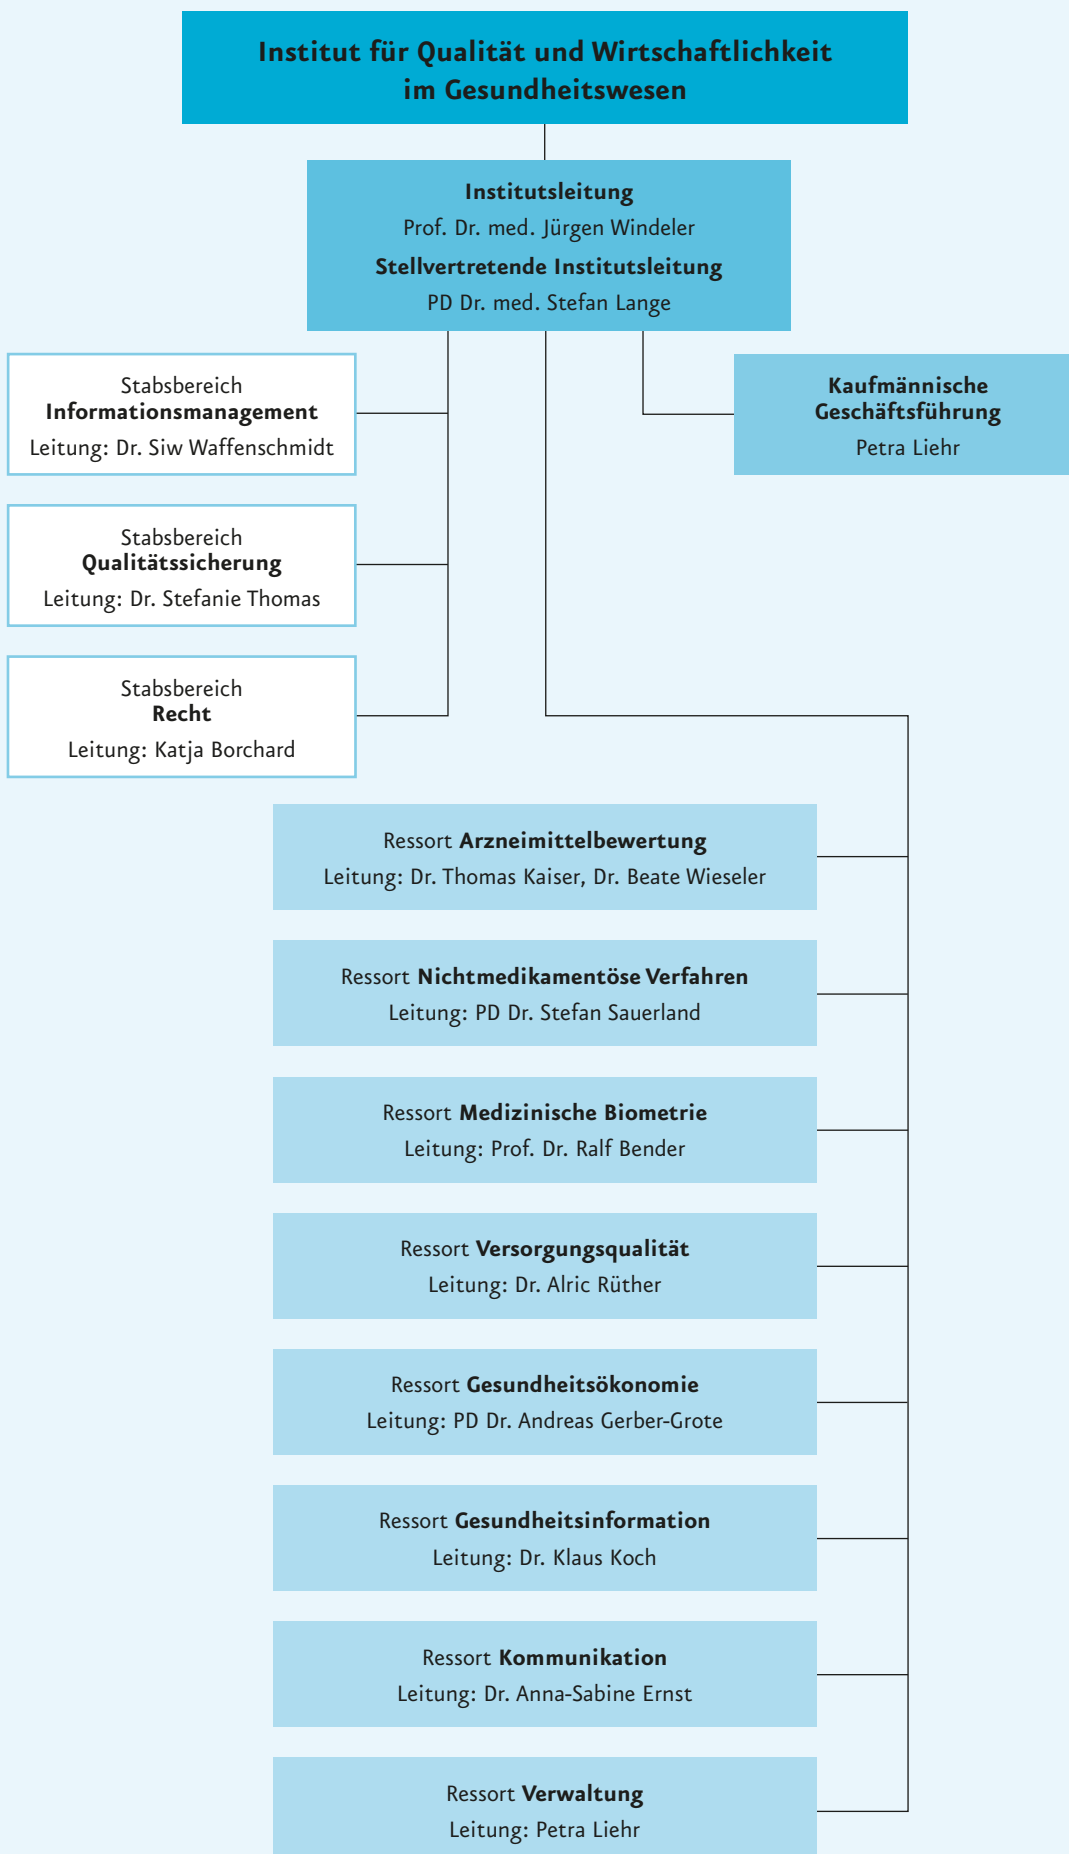 Institut für Qualität und Wirtschaftlichkeit
im Gesundheitswesen
Institutsleitung
Prof. Dr. med. Jürgen Windeler
Stellvertretende Institutsleitung
PD Dr. med. Stefan Lange
Stabsbereich
Informationsmanagement
Leitung: Dr. Siw Waffenschmidt
Kaufmännische
Geschäftsführung
Petra Liehr
Stabsbereich
Qualitätssicherung
Leitung: Dr. Stefanie Thomas
Stabsbereich
Recht
Leitung: Katja Borchard
Ressort Arzneimittelbewertung
Leitung: Dr. Thomas Kaiser, Dr. Beate Wieseler
Ressort Nichtmedikamentöse Verfahren
Leitung: PD Dr. Stefan Sauerland
Ressort Medizinische Biometrie
Leitung: Prof. Dr. Ralf Bender
Ressort Versorgungsqualität
Leitung: Dr. Alric Rüther
Ressort Gesundheitsökonomie
Leitung: PD Dr. Andreas Gerber-Grote
Ressort Gesundheitsinformation
Leitung: Dr. Klaus Koch
Ressort Kommunikation
Leitung: Dr. Anna-Sabine Ernst
Ressort Verwaltung
Leitung: Petra Liehr